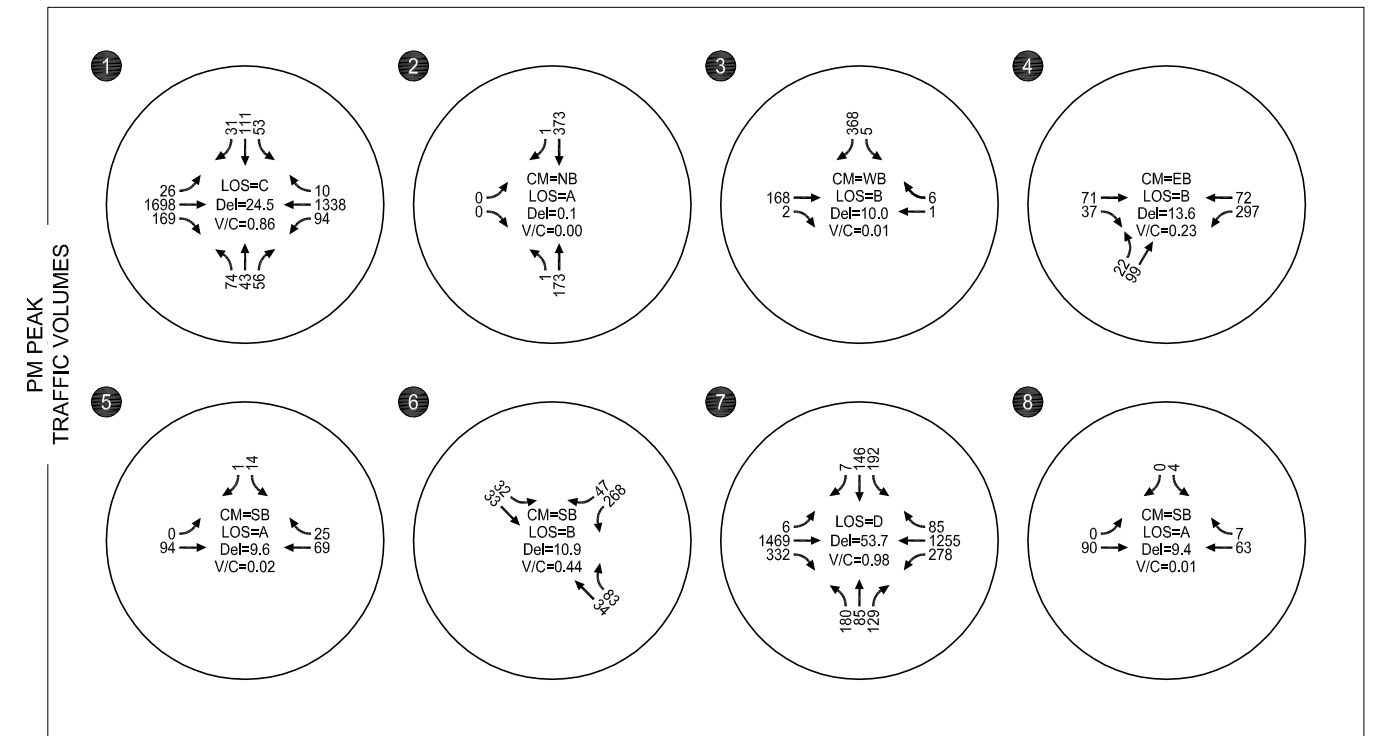 PM PEAK
TRAFFIC VOLUMES
1
31
111
53
26
1698
169
LOS=C
Del=24.5
V/C=0.86
10
1338
94
74
43
56
2
1
373
0
0
CM=NB
LOS=A
Del=0.1
V/C=0.00
1
173
3
368
5
168
2
CM=WB
LOS=B
Del=10.0
V/C=0.01
6
1
4
71
37
CM=EB
LOS=B
Del=13.6
V/C=0.23
72
297
22
99
5
1
14
0
94
CM=SB
LOS=A
Del=9.6
V/C=0.02
25
69
6
32
33
47
268
CM=SB
LOS=B
Del=10.9
V/C=0.44
83
34
7
7
146
192
6
1469
332
LOS=D
Del=53.7
V/C=0.98
85
1255
278
180
85
129
8
0
4
0
90
CM=SB
LOS=A
Del=9.4
V/C=0.01
7
63